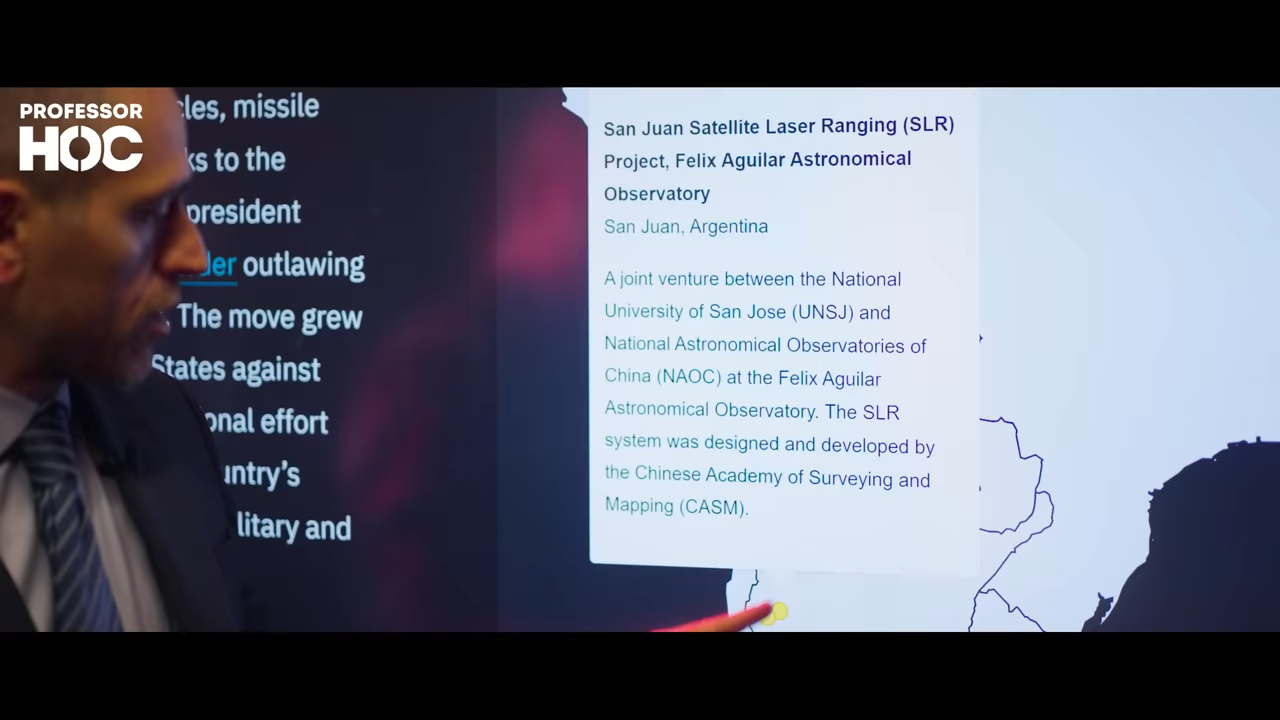 PROFESSOR
HOC
cles, missile
ks to the
president
der outlawing
The move grew
States against
onal effort
untry's
litary and
San Juan Satellite Laser Ranging (SLR)
Project, Felix Aguilar Astronomical
Observatory
San Juan, Argentina
A joint venture between the National
University of San Jose (UNSJ) and
National Astronomical Observatories of
China (NAOC) at the Felix Aguilar
Astronomical Observatory. The SLR
system was designed and developed by
the Chinese Academy of Surveying and
Mapping (CASM).